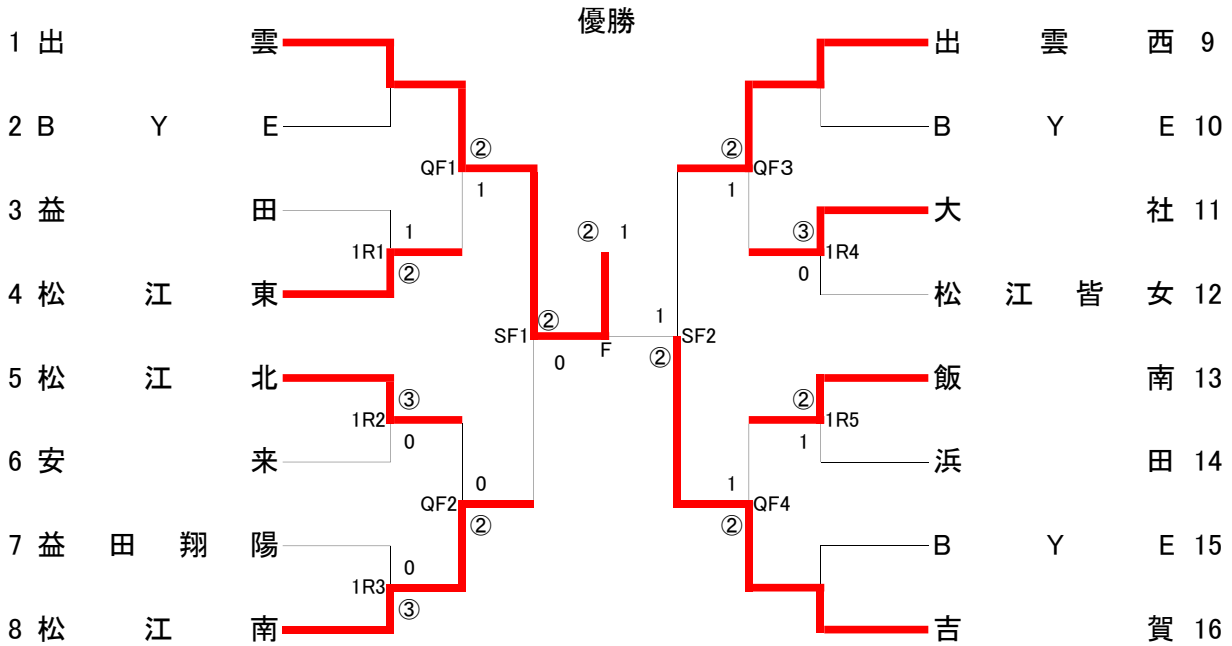 優勝
1 出雲 出雲西 9
2 BYE BYE 10
② ②
QF1 QF3
1 1
3 益田 大社 11
1 ② 1 ③
1R1 1R4
② 0
4 松江東 松江皆女 12
② 1
SF1 F SF2
0 ②
5 松江北 飯南 13
③ ②
1R2 1R5
0 1
6 安来 浜田 14
0 1
QF2 QF4
② ②
7 益田翔陽 BYE 15
0
1R3
③
8 松江南 吉賀 16